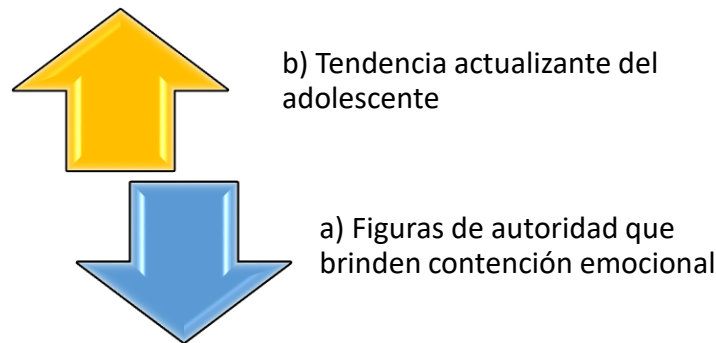 b) Tendencia actualizante del
adolescente
a) Figuras de autoridad que
brinden contención emocional